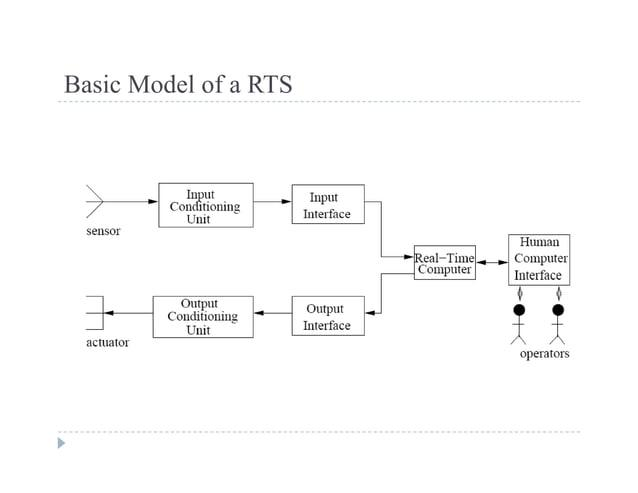 Basic Model of a RTS
Input
Conditioning
Unit
Input
Interface
sensor
Real-Time
Computer
Human
Computer
Interface
Output
Conditioning
Unit
Output
Interface
actuator
operators